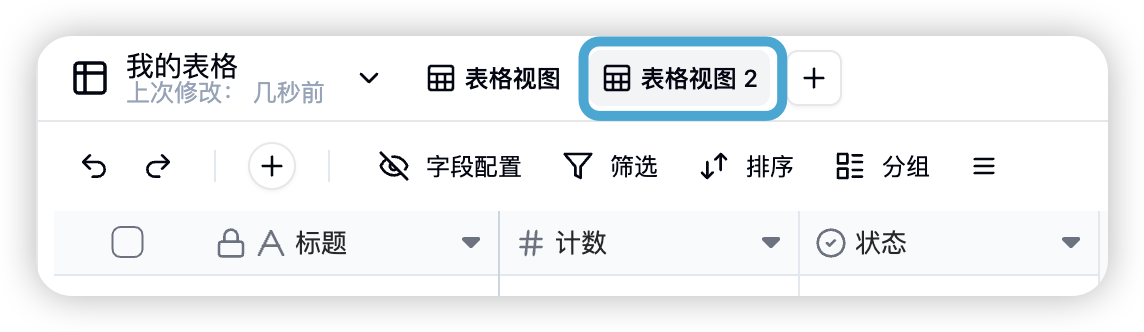 我的表格
上次修改： 几秒前
表格视图
表格视图 2
字段配置
筛选
排序
分组
标题
计数
状态